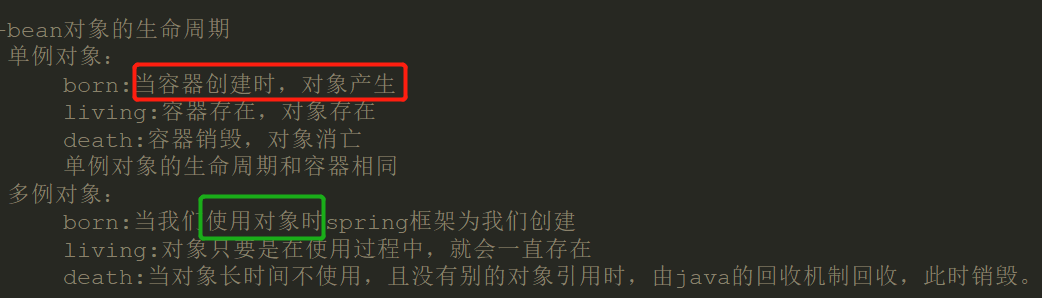 -bean对象的生命周期
单例对象:
born:当容器创建时，对象产生
living:容器存在，对象存在
death:容器销毁，对象消亡
单例对象的生命周期和容器相同
多例对象:
born:当我们使用对象时spring框架为我们创建
living:对象只要是在使用过程中，就会一直存在
death:当对象长时间不使用，且没有别的对象引用时，由java的回收机制回收，此时销毁。